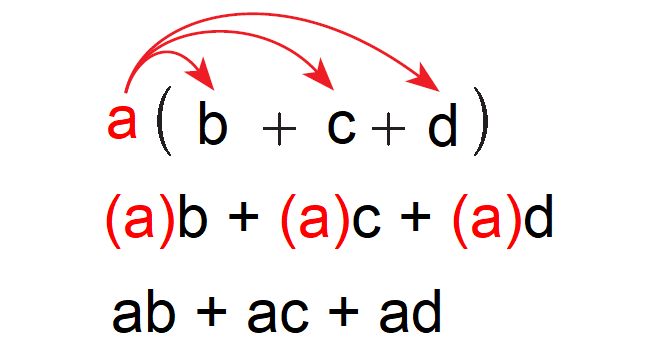 a ( b + c + d )
(a)b + (a)c + (a)d
ab + ac + ad